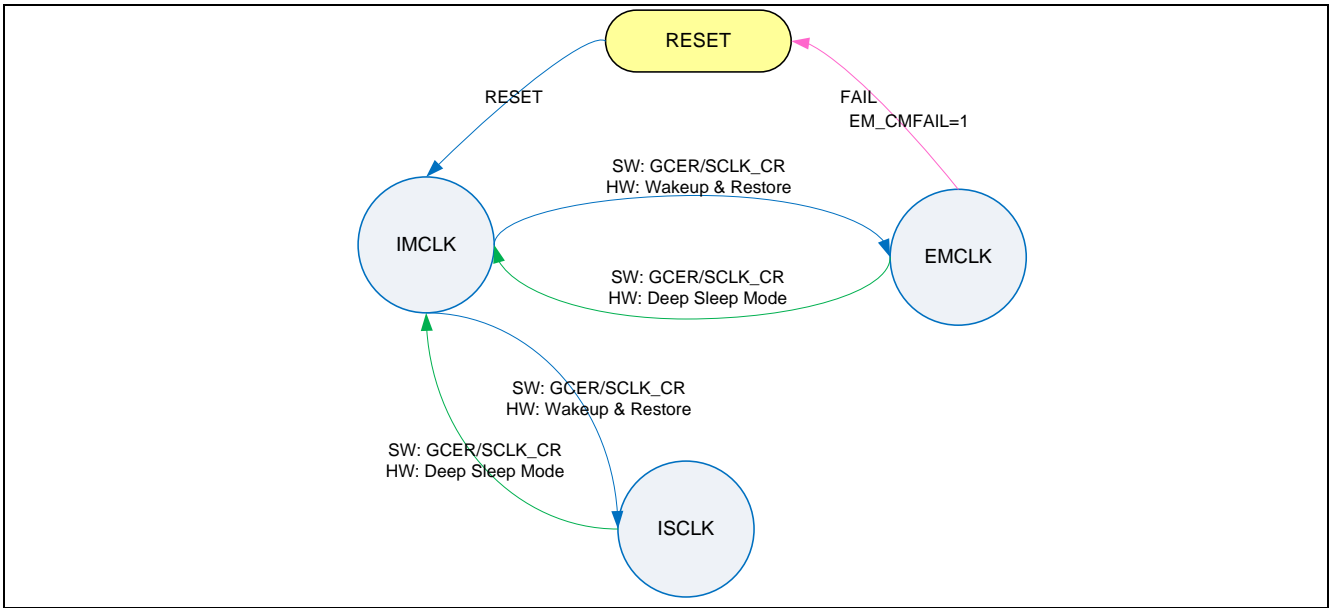 RESET
RESET
FAIL
EM_CMFAIL=1
SW: GCER/SCLK_CR
HW: Wakeup & Restore
IMCLK
EMCLK
SW: GCER/SCLK_CR
HW: Deep Sleep Mode
SW: GCER/SCLK_CR
HW: Wakeup & Restore
SW: GCER/SCLK_CR
HW: Deep Sleep Mode
ISCLK